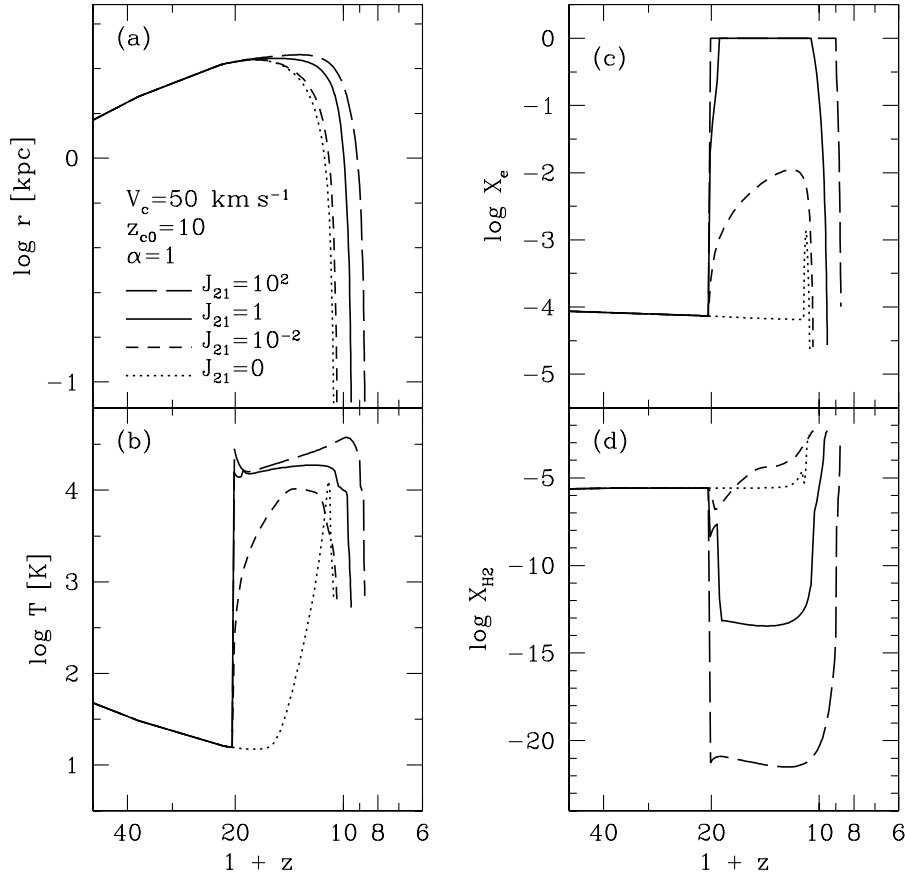 (a)
0
−1
log r [kpc]
V_c=50 km s⁻¹
z_c0=10
α=1
J_21=10²
J_21=1
J_21=10⁻²
J_21=0
(b)
4
3
2
1
log T [K]
40 20 10 8 6
1 + z
(c)
0
−1
−2
−3
−4
−5
log X_e
(d)
−5
−10
−15
−20
log X_H2
40 20 10 8 6
1 + z